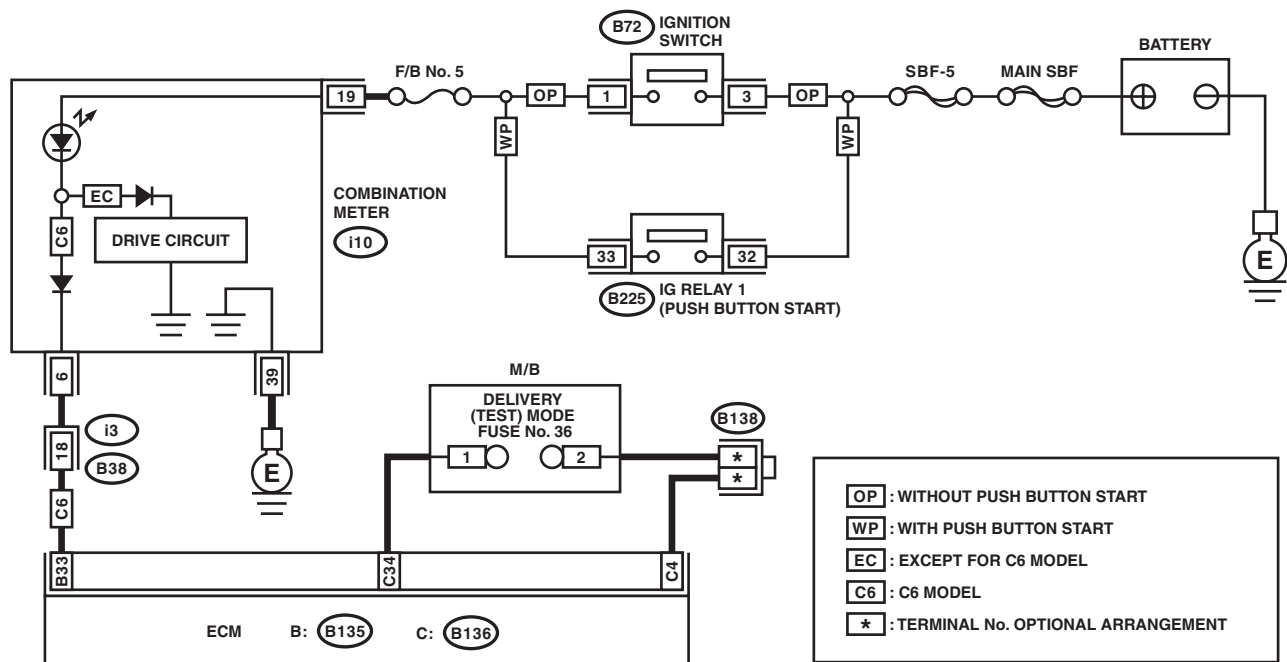 B72 IGNITION
SWITCH
BATTERY
F/B No. 5
SBF-5
MAIN SBF
19
OP
1
3
OP
WP
WP
EC
COMBINATION
METER
C6
DRIVE CIRCUIT
i10
33
32
E
B225 IG RELAY 1
(PUSH BUTTON START)
6
39
M/B
DELIVERY
(TEST) MODE
FUSE No. 36
B138
i3
18
B38
1
2
*
*
E
C6
B33
C34
C4
ECM B: B135 C: B136
OP : WITHOUT PUSH BUTTON START
WP : WITH PUSH BUTTON START
EC : EXCEPT FOR C6 MODEL
C6 : C6 MODEL
* : TERMINAL No. OPTIONAL ARRANGEMENT